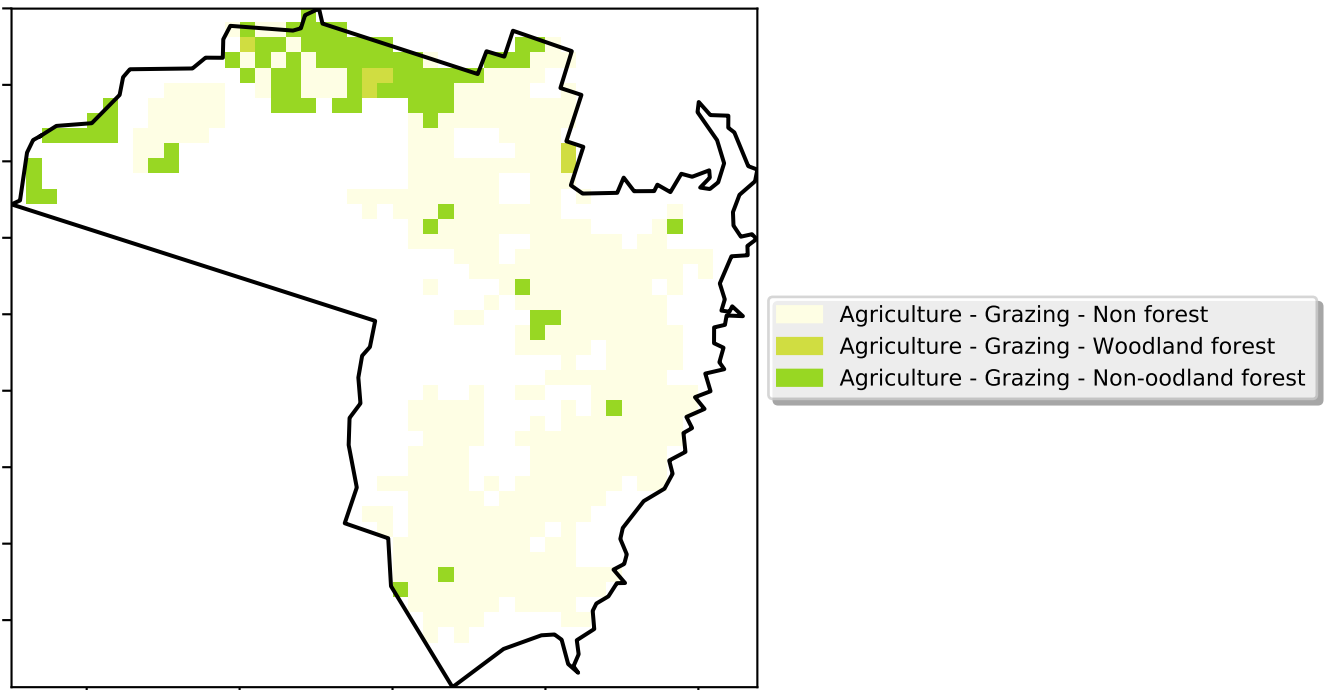 Agriculture - Grazing - Non forest
Agriculture - Grazing - Woodland forest
Agriculture - Grazing - Non-oodland forest